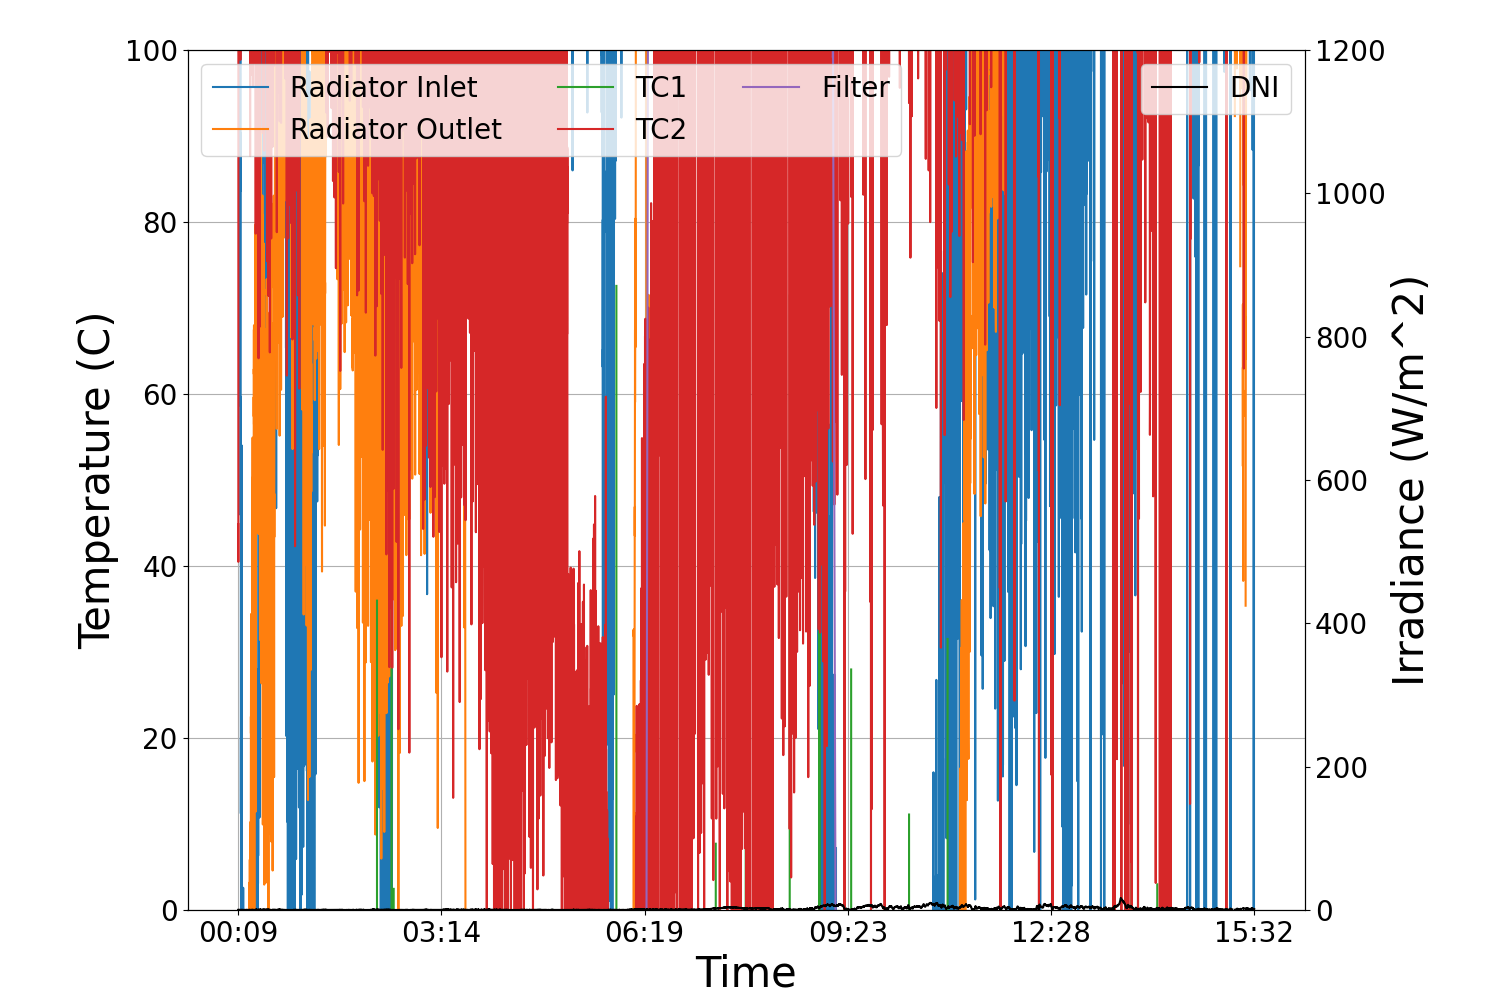 100
80
60
40
20
0
Temperature (C)
Radiator Inlet
Radiator Outlet
TC1
TC2
Filter
DNI
1200
1000
800
600
400
200
0
Irradiance (W/m^2)
00:09
03:14
06:19
09:23
12:28
15:32
Time